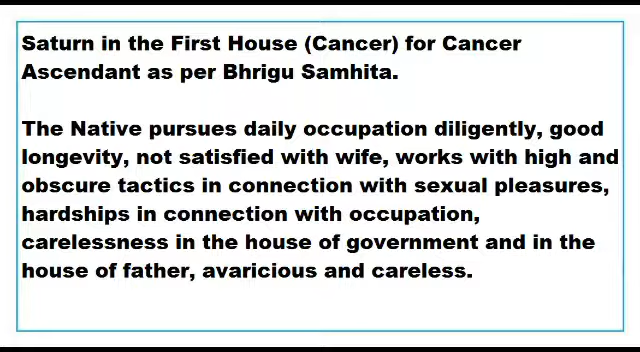 Saturn in the First House (Cancer) for Cancer
Ascendant as per Bhrigu Samhita.
The Native pursues daily occupation diligently, good
longevity, not satisfied with wife, works with high and
obscure tactics in connection with sexual pleasures,
hardships in connection with occupation,
carelessness in the house of government and in the
house of father, avaricious and careless.